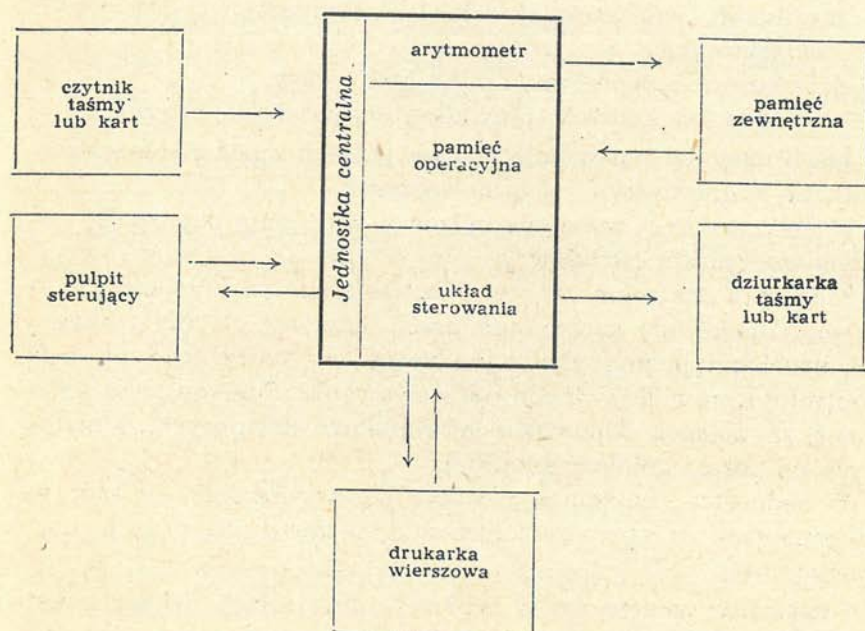 czytnik
taśmy
lub kart
pulpit
sterujący
Jednostka centralna
arytmometr
pamięć
operacyjna
układ
sterowania
pamięć
zewnętrzna
dziurkarka
taśmy
lub kart
drukarka
wierszowa